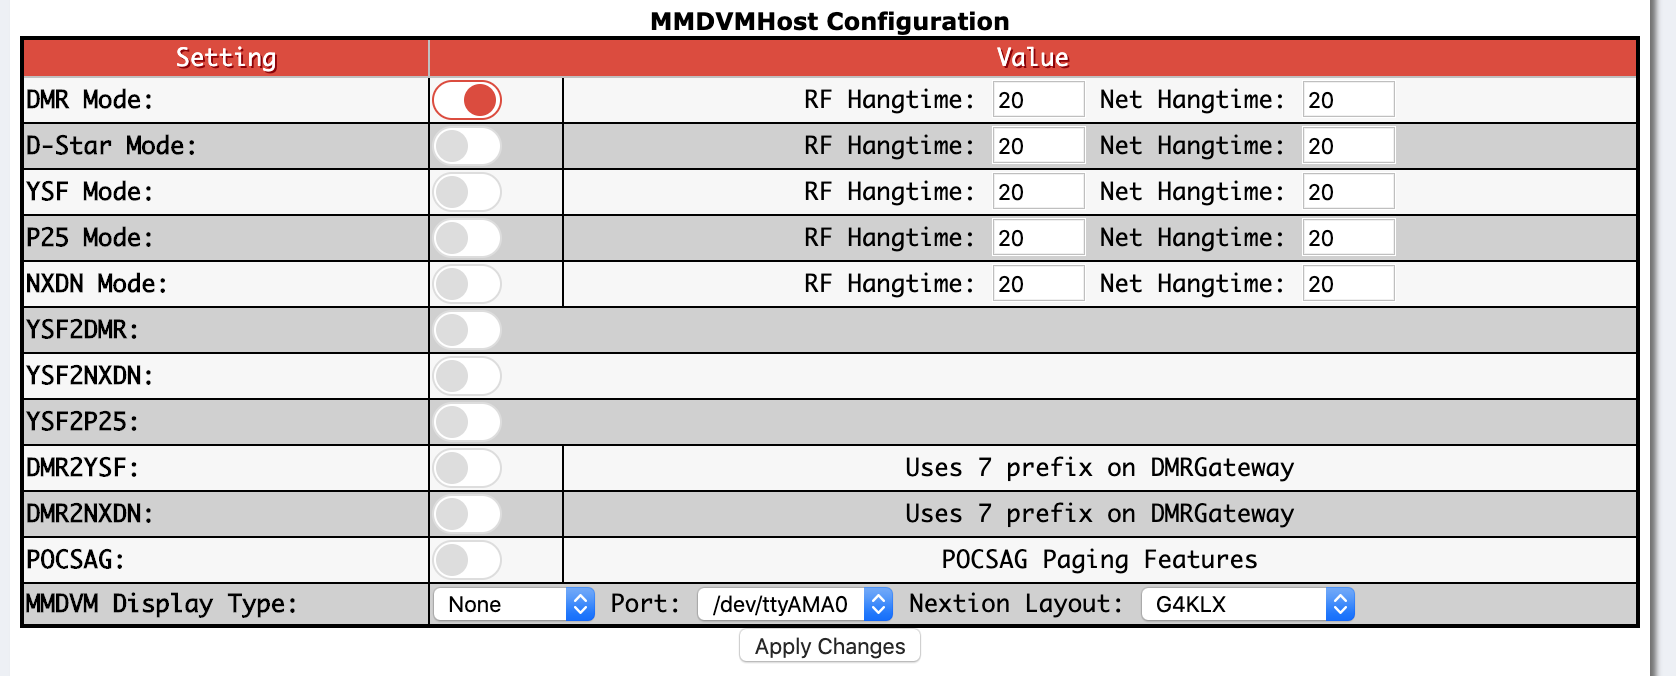 MMDVMHost Configuration
Setting Value
DMR Mode: RF Hangtime: 20 Net Hangtime: 20
D-Star Mode: RF Hangtime: 20 Net Hangtime: 20
YSF Mode: RF Hangtime: 20 Net Hangtime: 20
P25 Mode: RF Hangtime: 20 Net Hangtime: 20
NXDN Mode: RF Hangtime: 20 Net Hangtime: 20
YSF2DMR:
YSF2NXDN:
YSF2P25:
DMR2YSF: Uses 7 prefix on DMRGateway
DMR2NXDN: Uses 7 prefix on DMRGateway
POCSAG: POCSAG Paging Features
MMDVM Display Type: None Port: /dev/ttyAMA0 Nextion Layout: G4KLX
Apply Changes